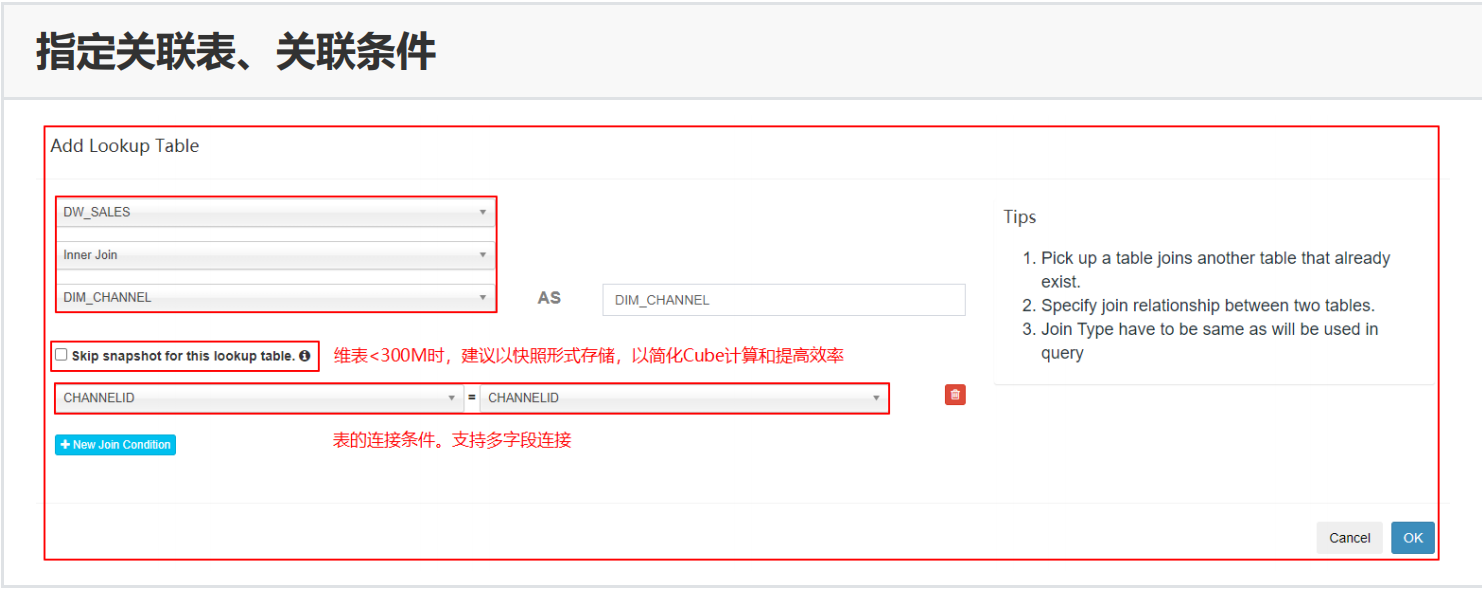 指定关联表、关联条件
Add Lookup Table
DW_SALES
Inner Join
DIM_CHANNEL
AS
DIM_CHANNEL
Skip snapshot for this lookup table.
维表<300M时，建议以快照形式存储，以简化Cube计算和提高效率
CHANNELID
=
CHANNELID
New Join Condition
表的连接条件。支持多字段连接
Tips
1. Pick up a table joins another table that already
exist.
2. Specify join relationship between two tables.
3. Join Type have to be same as will be used in
query
Cancel
OK